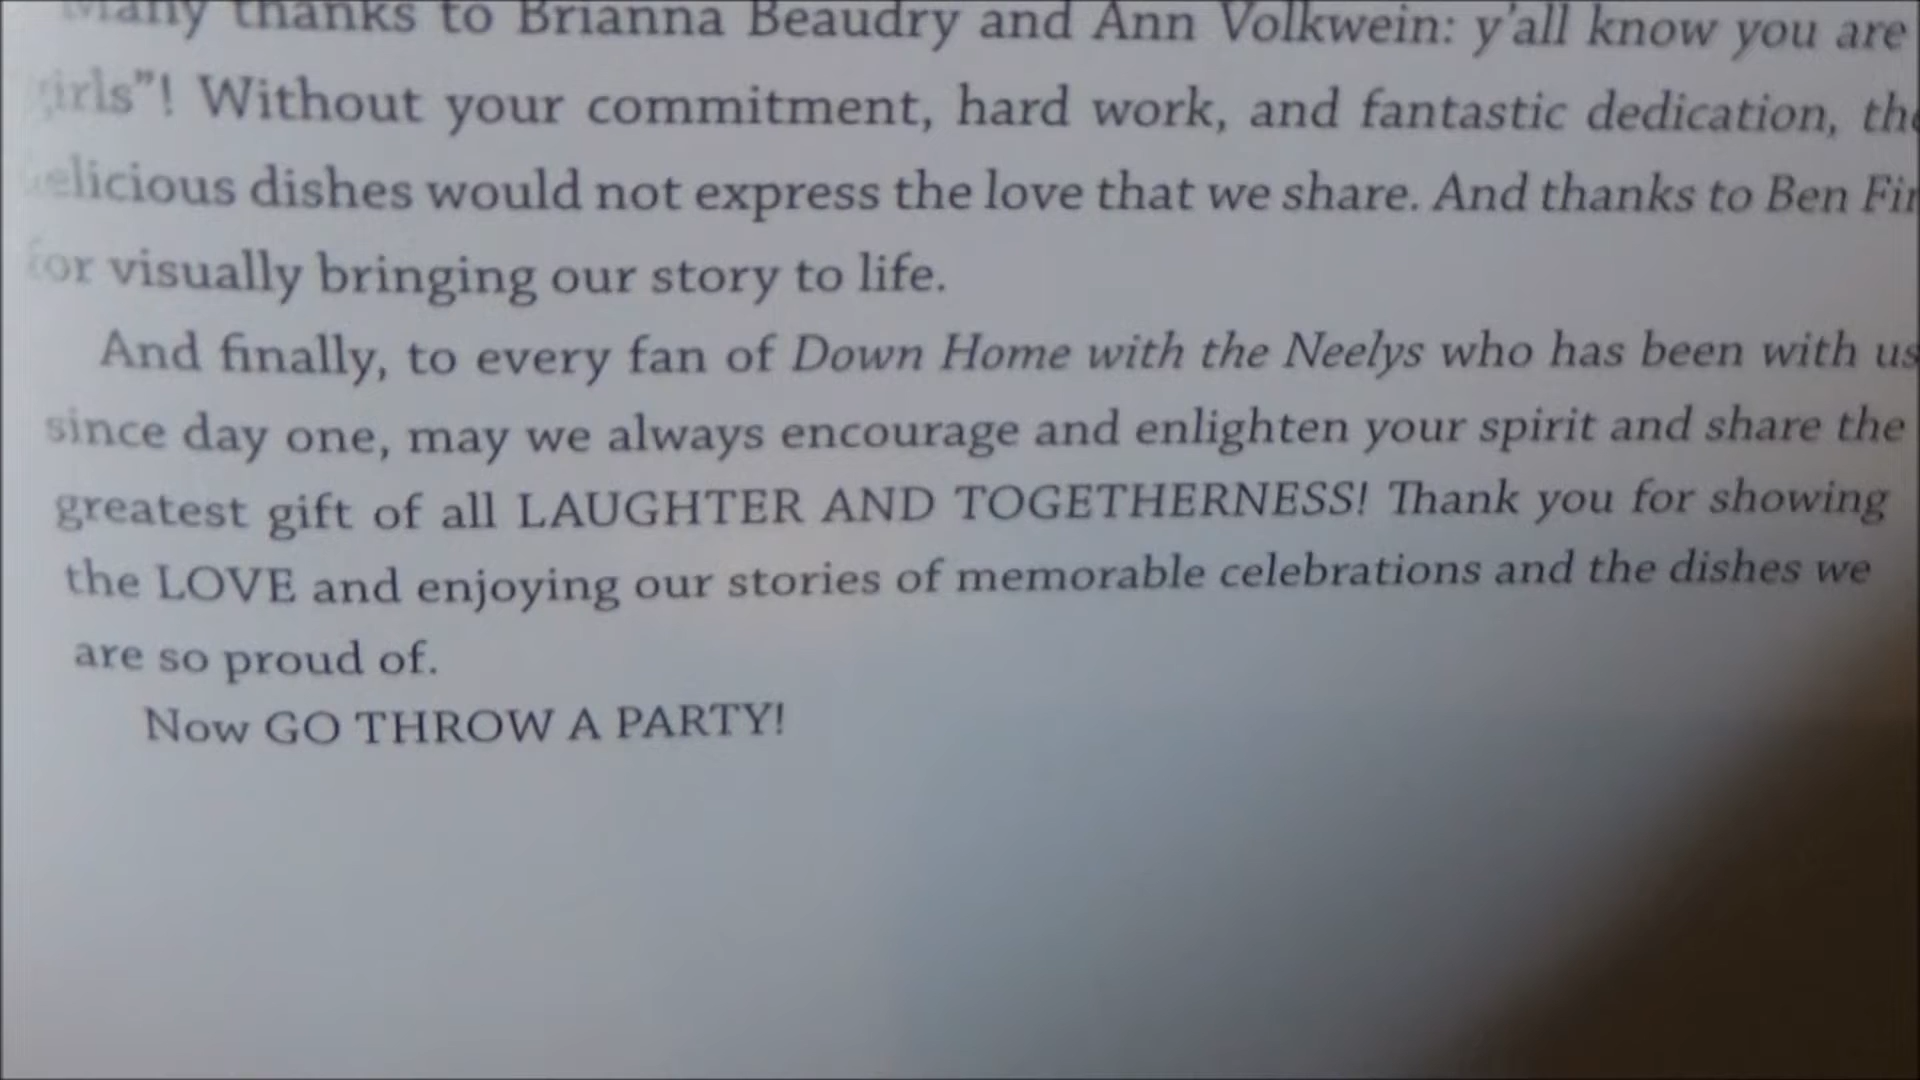 Many thanks to Brianna Beaudry and Ann Volkwein: y'all know you are
With­out your commitment, hard work, and fantastic dedication,
dishes would not express the love that we share. And thanks to Ben
for visually bringing our story to life.
And finally, to every fan of Down Home with the Neelys who has been with us
since day one, may we always encourage and enlighten your spirit and share the
greatest gift of all LAUGHTER AND TOGETHERNESS! Thank you for showing
the LOVE and enjoying our stories of memorable celebrations and the dishes we
are so proud of.
Now GO THROW A PARTY!